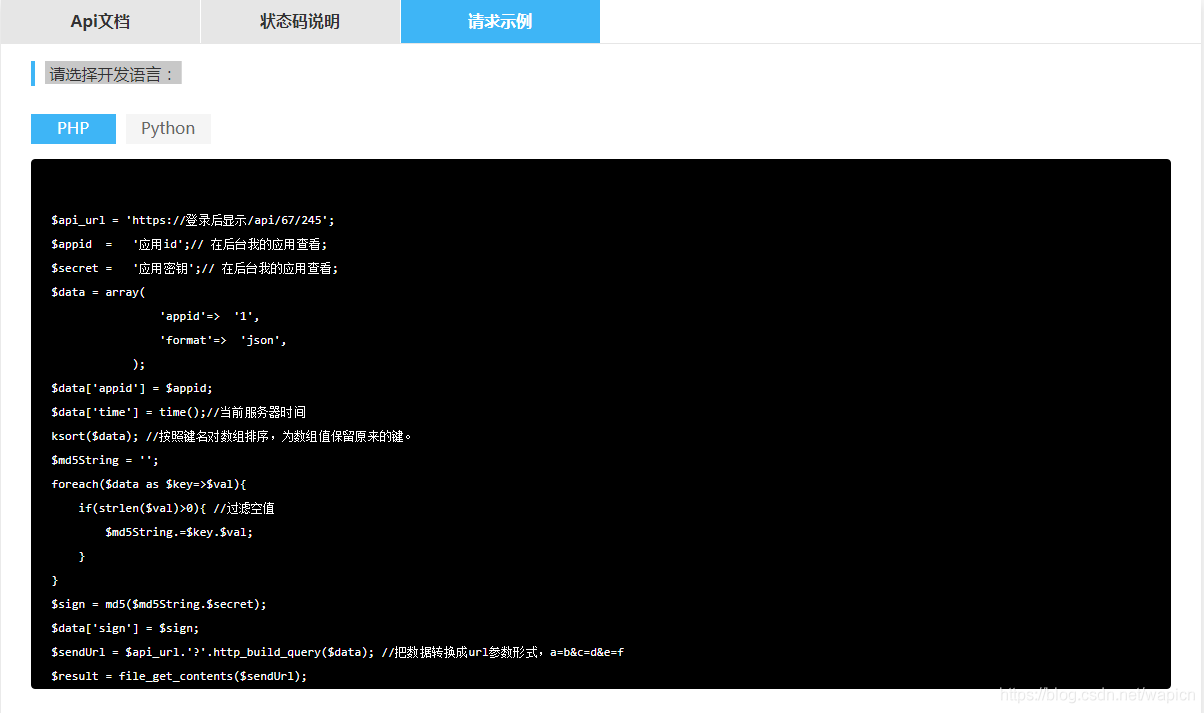 Api文档 状态码说明 请求示例
请选择开发语言：
PHP Python
$api_url = 'https://登录后显示/api/67/245';
$appid  =   '应用id';// 在后台我的应用查看;
$secret =   '应用密钥';// 在后台我的应用查看;
$data = array(
                'appid'=>  '1',
                'format'=>  'json',
            );
$data['appid'] = $appid;
$data['time'] = time();//当前服务器时间
ksort($data); //按照键名对数组排序，为数组值保留原来的键。
$md5String = '';
foreach($data as $key=>$val){
    if(strlen($val)>0){ //过滤空值
        $md5String.=$key.$val;
    }
}
$sign = md5($md5String.$secret);
$data['sign'] = $sign;
$sendUrl = $api_url.'?'.http_build_query($data); //把数据转换成url参数形式，a=b&c=d&e=f
$result = file_get_contents($sendUrl);
https://blog.csdn.net/wapicn